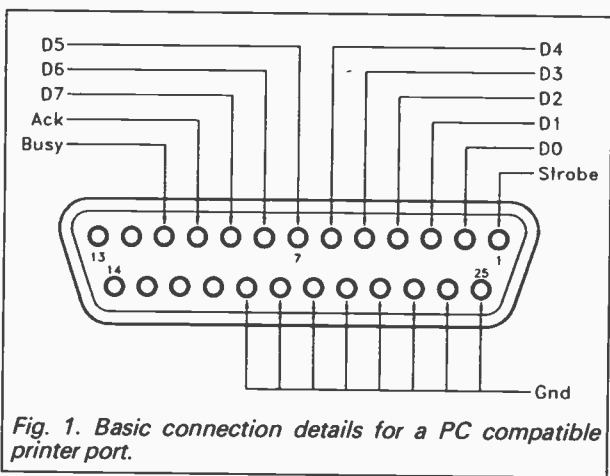 D5
D6
D7
Ack
Busy
D4
D3
D2
D1
D0
Strobe
13
7
1
14
25
Gnd
Fig. 1. Basic connection details for a PC compatible
printer port.